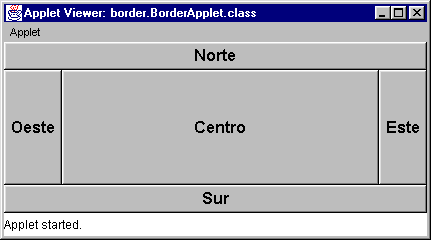 Applet Viewer: border.BorderApplet.class
Applet
Norte
Oeste Centro Este
Sur
Applet started.